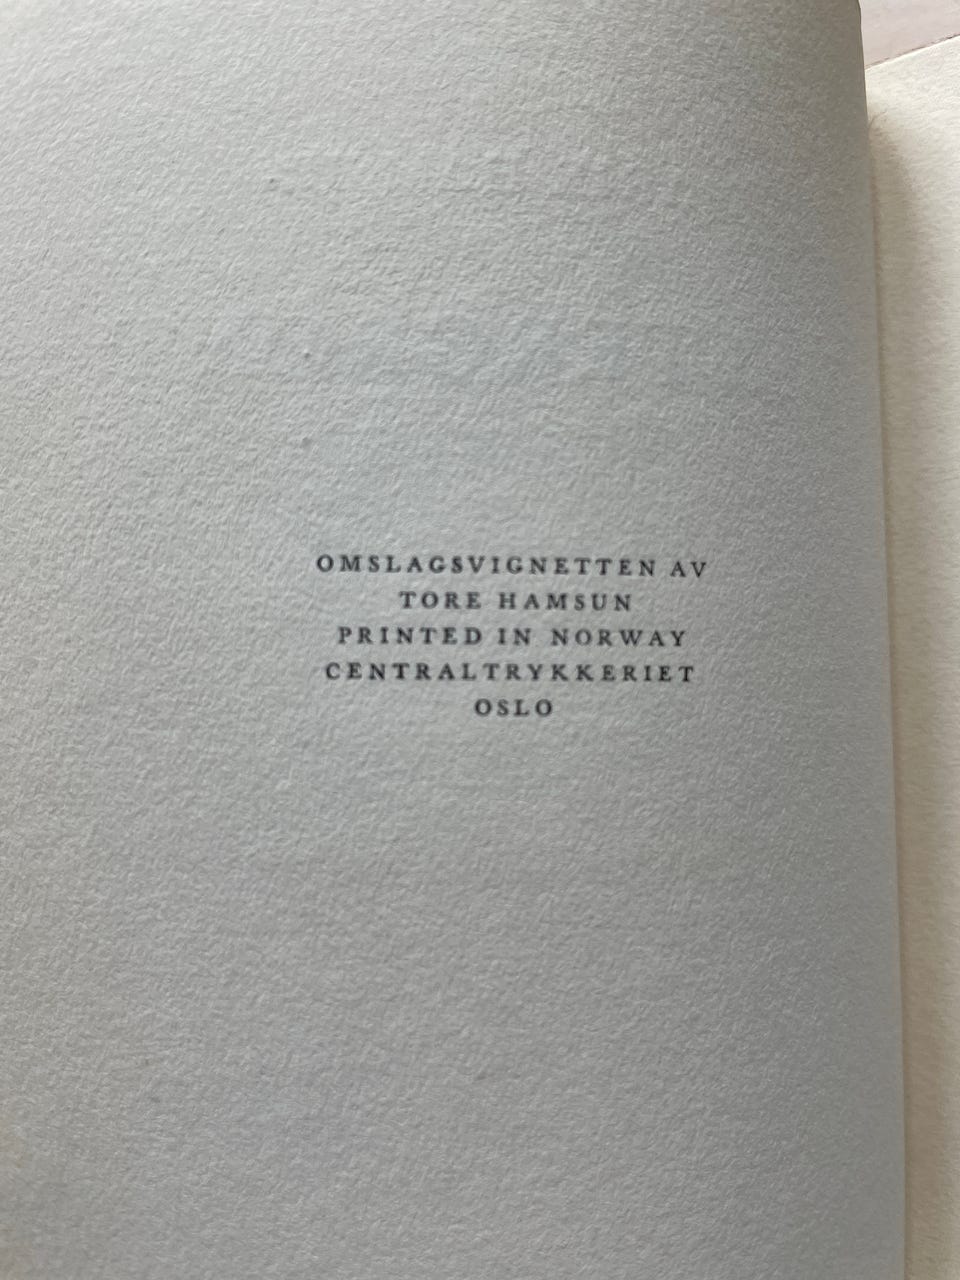 OMSLAGSVIGNETTEN AV
TORE HAMSUN
PRINTED IN NORWAY
CENTRALTRYKKERIET
OSLO